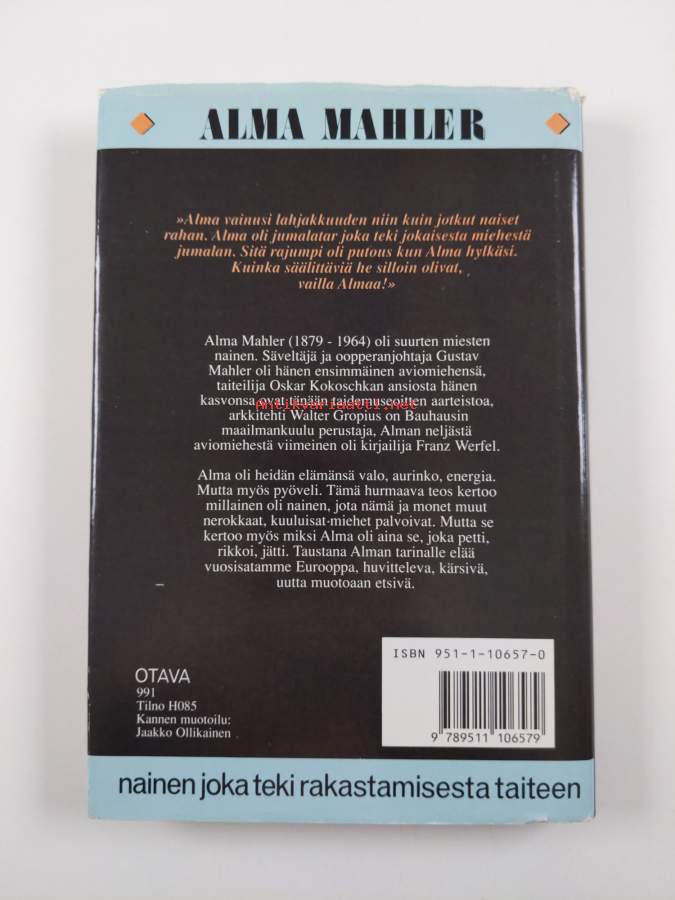 ALMA MAHLER
»Alma vainusi lahjakkuuden niin kuin jotkut naiset
rahan. Alma oli jumalatar joka teki jokaisesta miehestä
jumalan. Sitä rajumpi oli putous kun Alma hylkäsi.
Kuinka säälittäviä he silloin olivat,
vailla Almaa!»
Alma Mahler (1879 - 1964) oli suurten miesten
nainen. Säveltäjä ja oopperanjohtaja Gustav
Mahler oli hänen ensimmäinen aviomiehensä,
taiteilija Oskar Kokoschkan ansiosta hänen
kasvonsa ovat tänään taidemuseoitten aarteistoa,
Antikvariaatti.net
arkkitehti Walter Gropius on Bauhausin
maailmankuulu perustaja, Alman neljästä
aviomiehestä viimeinen oli kirjailija Franz Werfel.
Alma oli heidän elämänsä valo, aurinko, energia.
Mutta myös pyöveli. Tämä hurmaava teos kertoo
millainen oli nainen, jota nämä ja monet muut
nerokkaat, kuuluisat-miehet palvoivat. Mutta se
kertoo myös miksi Alma oli aina se, joka petti,
rikkoi, jätti. Taustana Alman tarinalle elää
vuosisatamme Eurooppa, huvitteleva, kärsivä,
uutta muotoaan etsivä.
ISBN 951-1-10657-0
9 789511 106579
OTAVA
991
Tilno H085
Kannen muotoilu:
Jaakko Ollikainen
nainen joka teki rakastamisesta taiteen